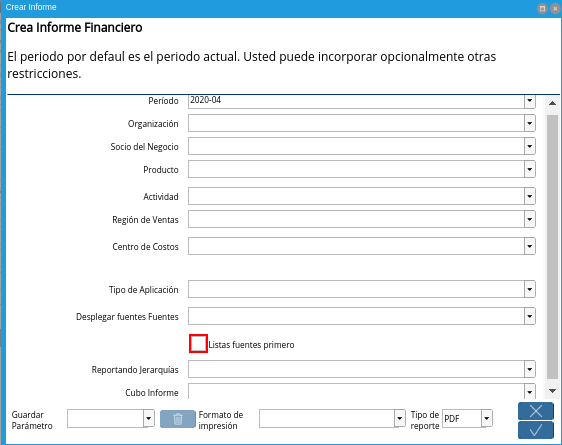 Crear Informe
Crea Informe Financiero
El periodo por defaul es el periodo actual. Usted puede incorporar opcionalmente otras
restricciones.
Período 2020-04
Organización
Socio del Negocio
Producto
Actividad
Región de Ventas
Centro de Costos
Tipo de Aplicación
Desplegar fuentes Fuentes
Listas fuentes primero
Reportando Jerarquías
Cubo Informe
Guardar
Parámetro
Formato de
impresión
Tipo de
reporte
PDF